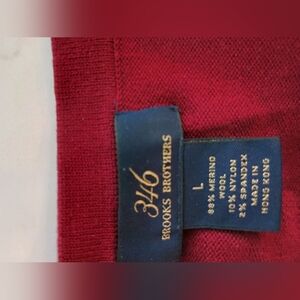 346
BROOKS BROTHERS
L
88% MERINO
WOOL
10% NYLON
2% SPANDEX
MADE IN
HONG KONG